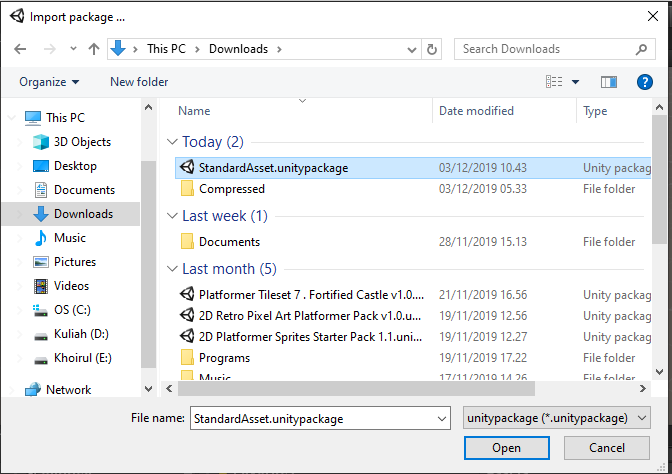 Import package ...
This PC > Downloads >
Search Downloads
Organize
New folder
This PC
3D Objects
Desktop
Documents
Downloads
Music
Pictures
Videos
OS (C:)
Kuliah (D:)
Khoirul (E:)
Network
Name Date modified Type
Today (2)
StandardAsset.unitypackage 03/12/2019 10.43 Unity packag
Compressed 03/12/2019 05.33 File folder
Last week (1)
Documents 28/11/2019 15.13 File folder
Last month (5)
Platformer Tileset 7 . Fortified Castle v1.0.... 21/11/2019 16.56 Unity packag
2D Retro Pixel Art Platformer Pack v1.0.u... 19/11/2019 12.56 Unity packag
2D Platformer Sprites Starter Pack 1.1.uni... 19/11/2019 12.27 Unity packag
Programs 19/11/2019 17.22 File folder
Music 17/11/2019 14.26 File folder
File name: StandardAsset.unitypackage unitypackage (*.unitypackage)
Open Cancel